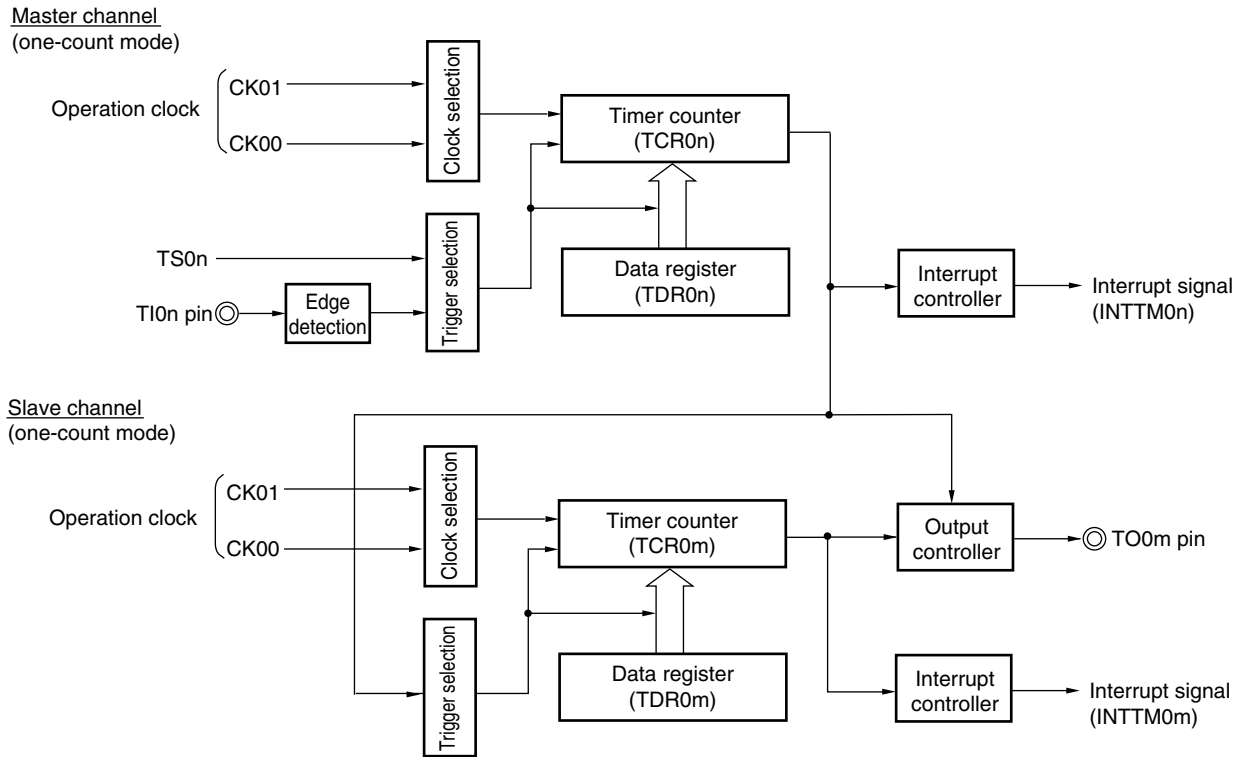 Master channel
(one-count mode)
Operation clock
CK01
CK00
Clock selection
Timer counter
(TCR0n)
TS0n
TI0n pin
Edge
detection
Trigger selection
Data register
(TDR0n)
Interrupt
controller
Interrupt signal
(INTTM0n)
Slave channel
(one-count mode)
Operation clock
CK01
CK00
Clock selection
Timer counter
(TCR0m)
Output
controller
TO0m pin
Trigger selection
Data register
(TDR0m)
Interrupt
controller
Interrupt signal
(INTTM0m)